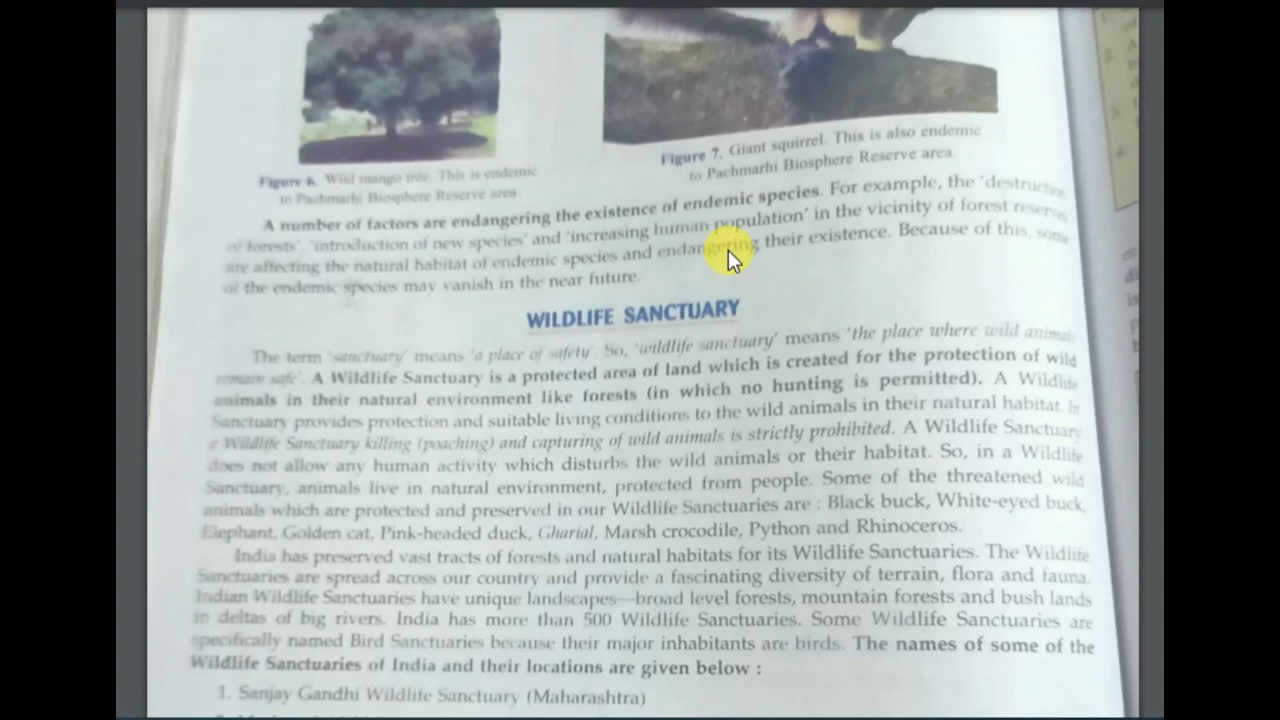 Figure 6. Wild mango tree. This is endemic
to Pachmarhi Biosphere Reserve area.
Figure 7. Giant squirrel. This is also endemic
to Pachmarhi Biosphere Reserve area.
A number of factors are endangering the existence of endemic species. For example, the 'destruction
of forests', 'introduction of new species' and 'increasing human population' in the vicinity of forest reserves
are affecting the natural habitat of endemic species and endangering their existence. Because of this, some
of the endemic species may vanish in the near future.
WILDLIFE SANCTUARY
The term 'sanctuary' means 'a place of safety'. So, 'wildlife sanctuary' means 'the place where wild animals
remain safe'. A Wildlife Sanctuary is a protected area of land which is created for the protection of wild
animals in their natural environment like forests (in which no hunting is permitted). A Wildlife
Sanctuary provides protection and suitable living conditions to the wild animals in their natural habitat. In
a Wildlife Sanctuary killing (poaching) and capturing of wild animals is strictly prohibited. A Wildlife Sanctuary
does not allow any human activity which disturbs the wild animals or their habitat. So, in a Wildlife
Sanctuary, animals live in natural environment, protected from people. Some of the threatened wild
animals which are protected and preserved in our Wildlife Sanctuaries are : Black buck, White-eyed buck,
Elephant, Golden cat, Pink-headed duck, Gharial, Marsh crocodile, Python and Rhinoceros.
India has preserved vast tracts of forests and natural habitats for its Wildlife Sanctuaries. The Wildlife
Sanctuaries are spread across our country and provide a fascinating diversity of terrain, flora and fauna.
Indian Wildlife Sanctuaries have unique landscapes—broad level forests, mountain forests and bush lands
in deltas of big rivers. India has more than 500 Wildlife Sanctuaries. Some Wildlife Sanctuaries are
specifically named Bird Sanctuaries because their major inhabitants are birds. The names of some of the
Wildlife Sanctuaries of India and their locations are given below :
1. Sanjay Gandhi Wildlife Sanctuary (Maharashtra)